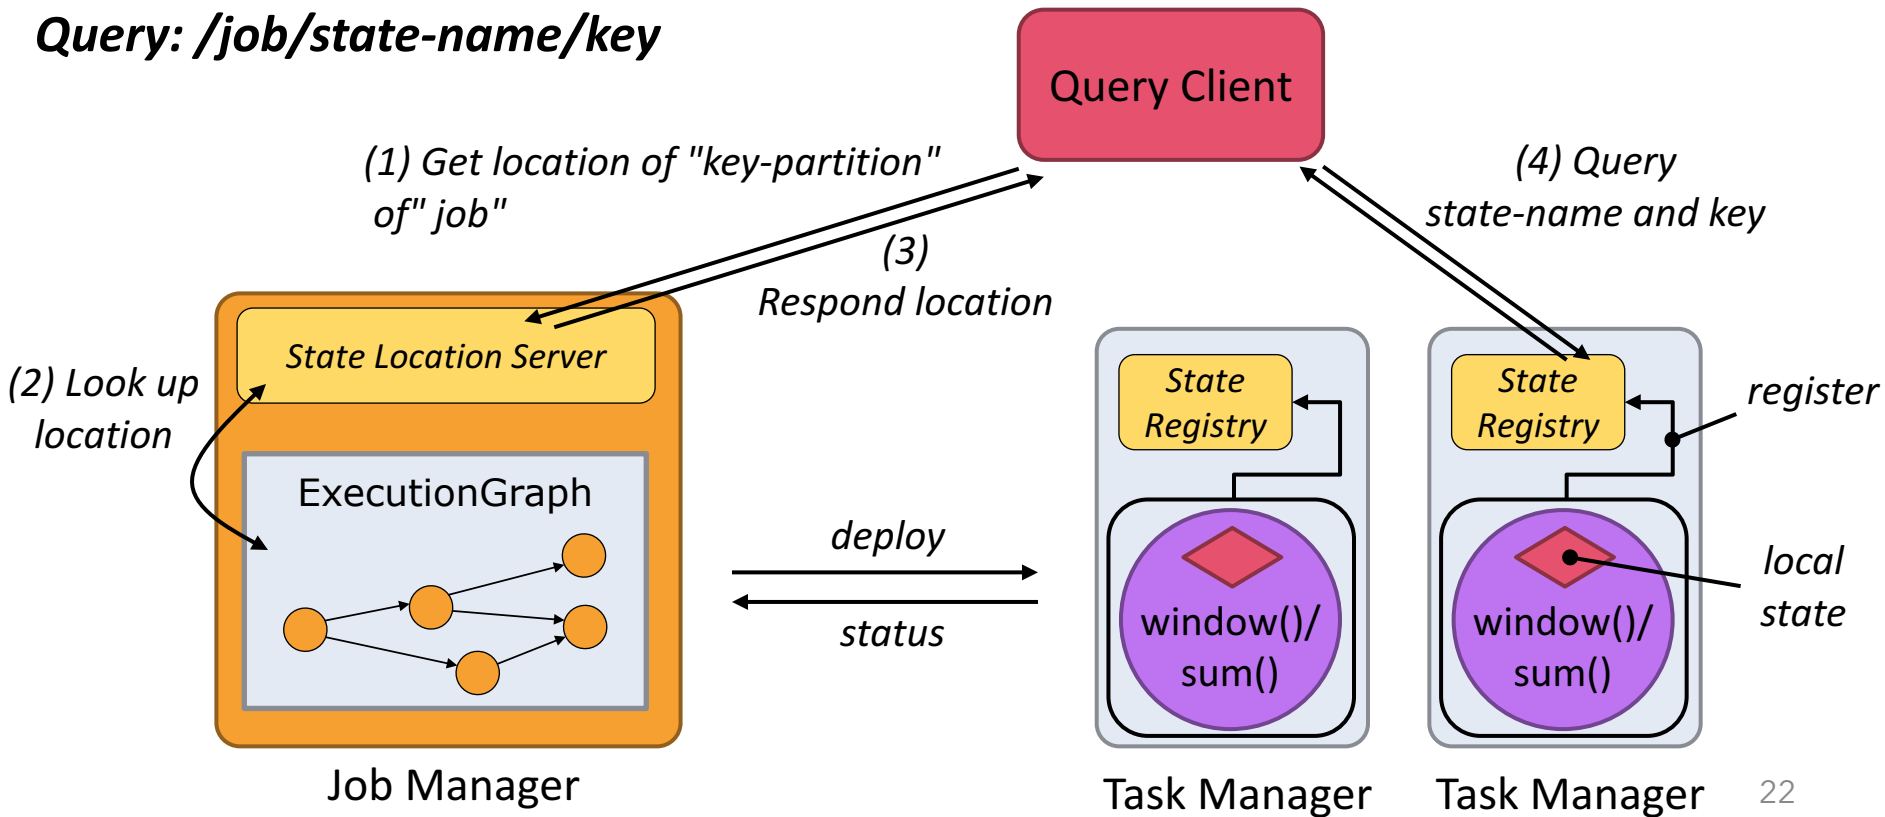 Query: /job/state-name/key
Query Client
(1) Get location of "key-partition"
of" job"
(3)
Respond location
(4) Query
state-name and key
State Location Server
(2) Look up
location
ExecutionGraph
deploy
status
State
Registry
State
Registry
register
window()/
sum()
window()/
sum()
local
state
Job Manager
Task Manager
Task Manager
22